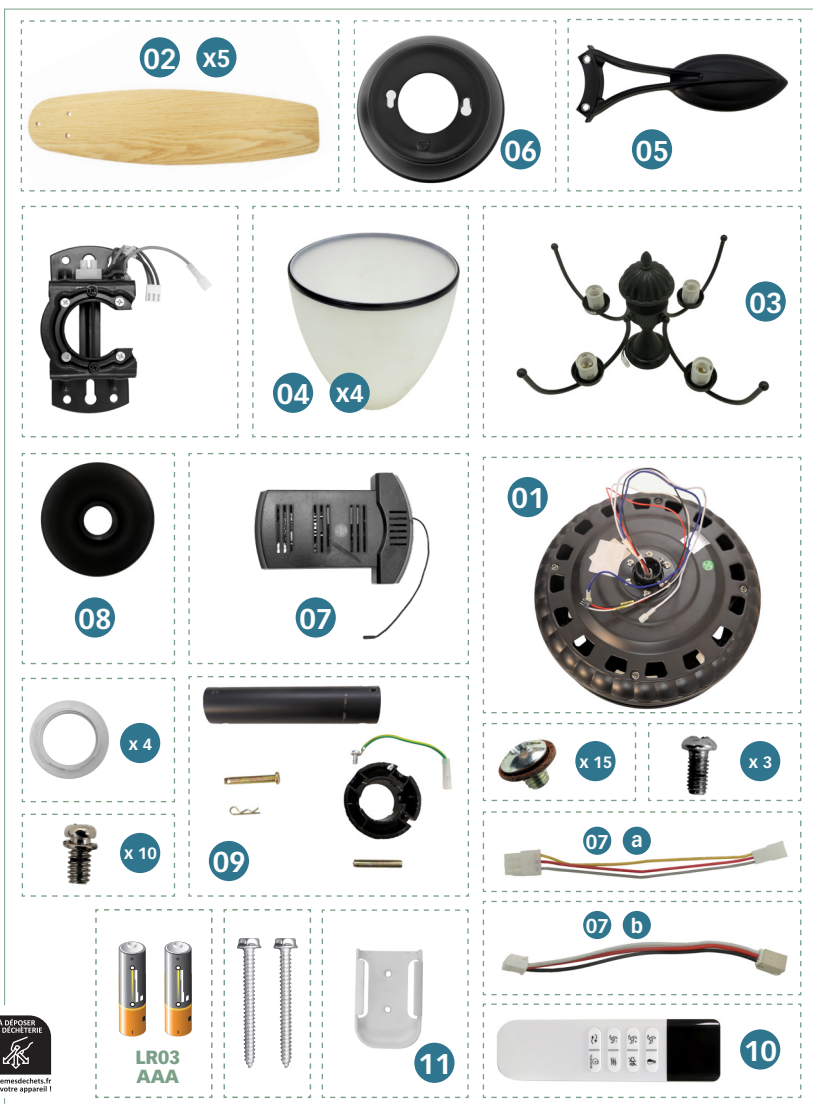 02 x5
06
05
04 x4
03
08
07
01
x 4
x 15
x 3
x 10
09
07 a
07 b
LR03
AAA
11
10
À DÉPOSER
DÉCHÈTERIE
emesdechets.fr
votre appareil !